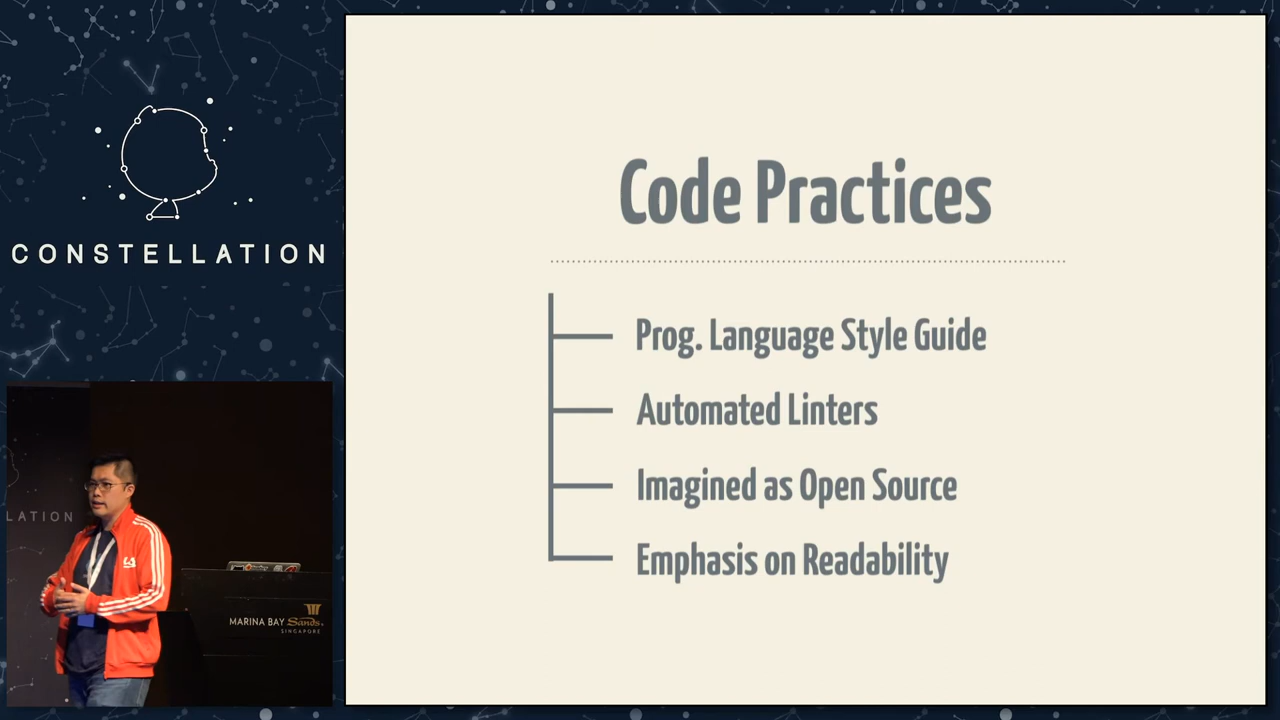 CONSTELLATION
Code Practices
Prog. Language Style Guide
Automated Linters
Imagined as Open Source
Emphasis on Readability
LATION
MARINA BAY Sands
SINGAPORE